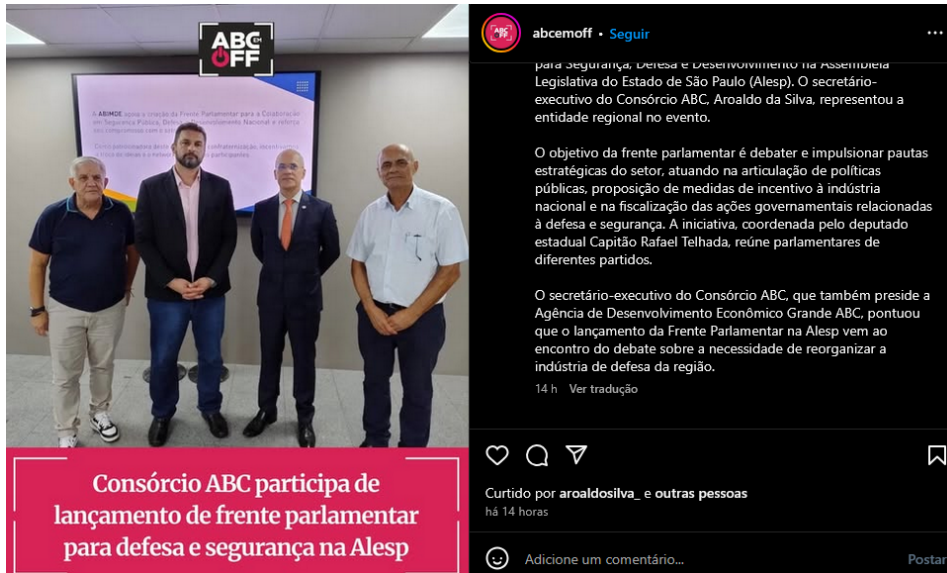 ABC
EM
OFF
A ABIMDE apoia a criação da Frente Parlamentar para a Colaboração
em Segurança Pública, Defesa
Consórcio ABC participa de
lançamento de frente parlamentar
para defesa e segurança na Alesp
abcemoff • Seguir
para Segurança, Defesa e Desenvolvimento na Assembleia
Legislativa do Estado de São Paulo (Alesp). O secretário-
executivo do Consórcio ABC, Aroaldo da Silva, representou a
entidade regional no evento.
O objetivo da frente parlamentar é debater e impulsionar pautas
estratégicas do setor, atuando na articulação de políticas
públicas, proposição de medidas de incentivo à indústria
nacional e na fiscalização das ações governamentais relacionadas
à defesa e segurança. A iniciativa, coordenada pelo deputado
estadual Capitão Rafael Telhada, reúne parlamentares de
diferentes partidos.
O secretário-executivo do Consórcio ABC, que também preside a
Agência de Desenvolvimento Econômico Grande ABC, pontuou
que o lançamento da Frente Parlamentar na Alesp vem ao
encontro do debate sobre a necessidade de reorganizar a
indústria de defesa da região.
14 h Ver tradução
Curtido por aroaldosilva_ e outras pessoas
há 14 horas
Adicione um comentário...
Postar